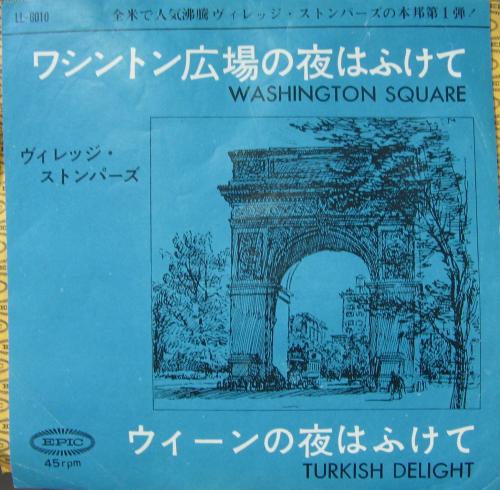 LL-6010
全米で人気沸騰ヴィレッジ・ストンパーズの本邦第1弾!
ワシントン広場の夜はふけて
WASHINGTON SQUARE
ヴィレッジ・
ストンパーズ
ウィーンの夜はふけて
TURKISH DELIGHT
EPIC
45rpm